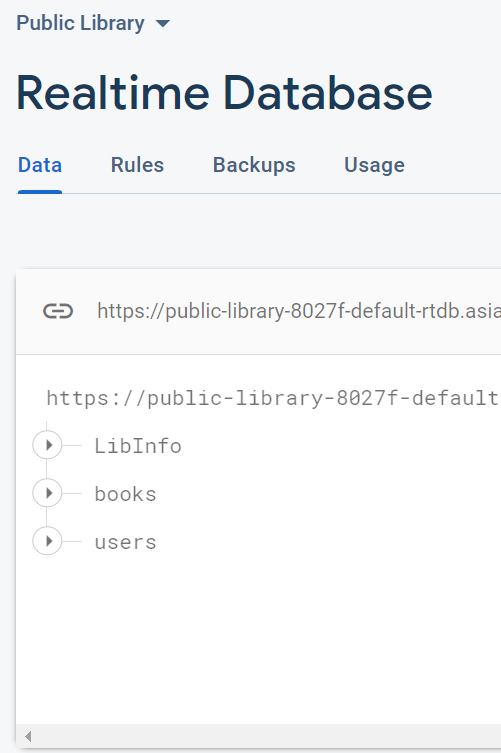 Public Library
Realtime Database
Data Rules Backups Usage
https://public-library-8027f-default-rtdb.asia
https://public-library-8027f-default
LibInfo
books
users